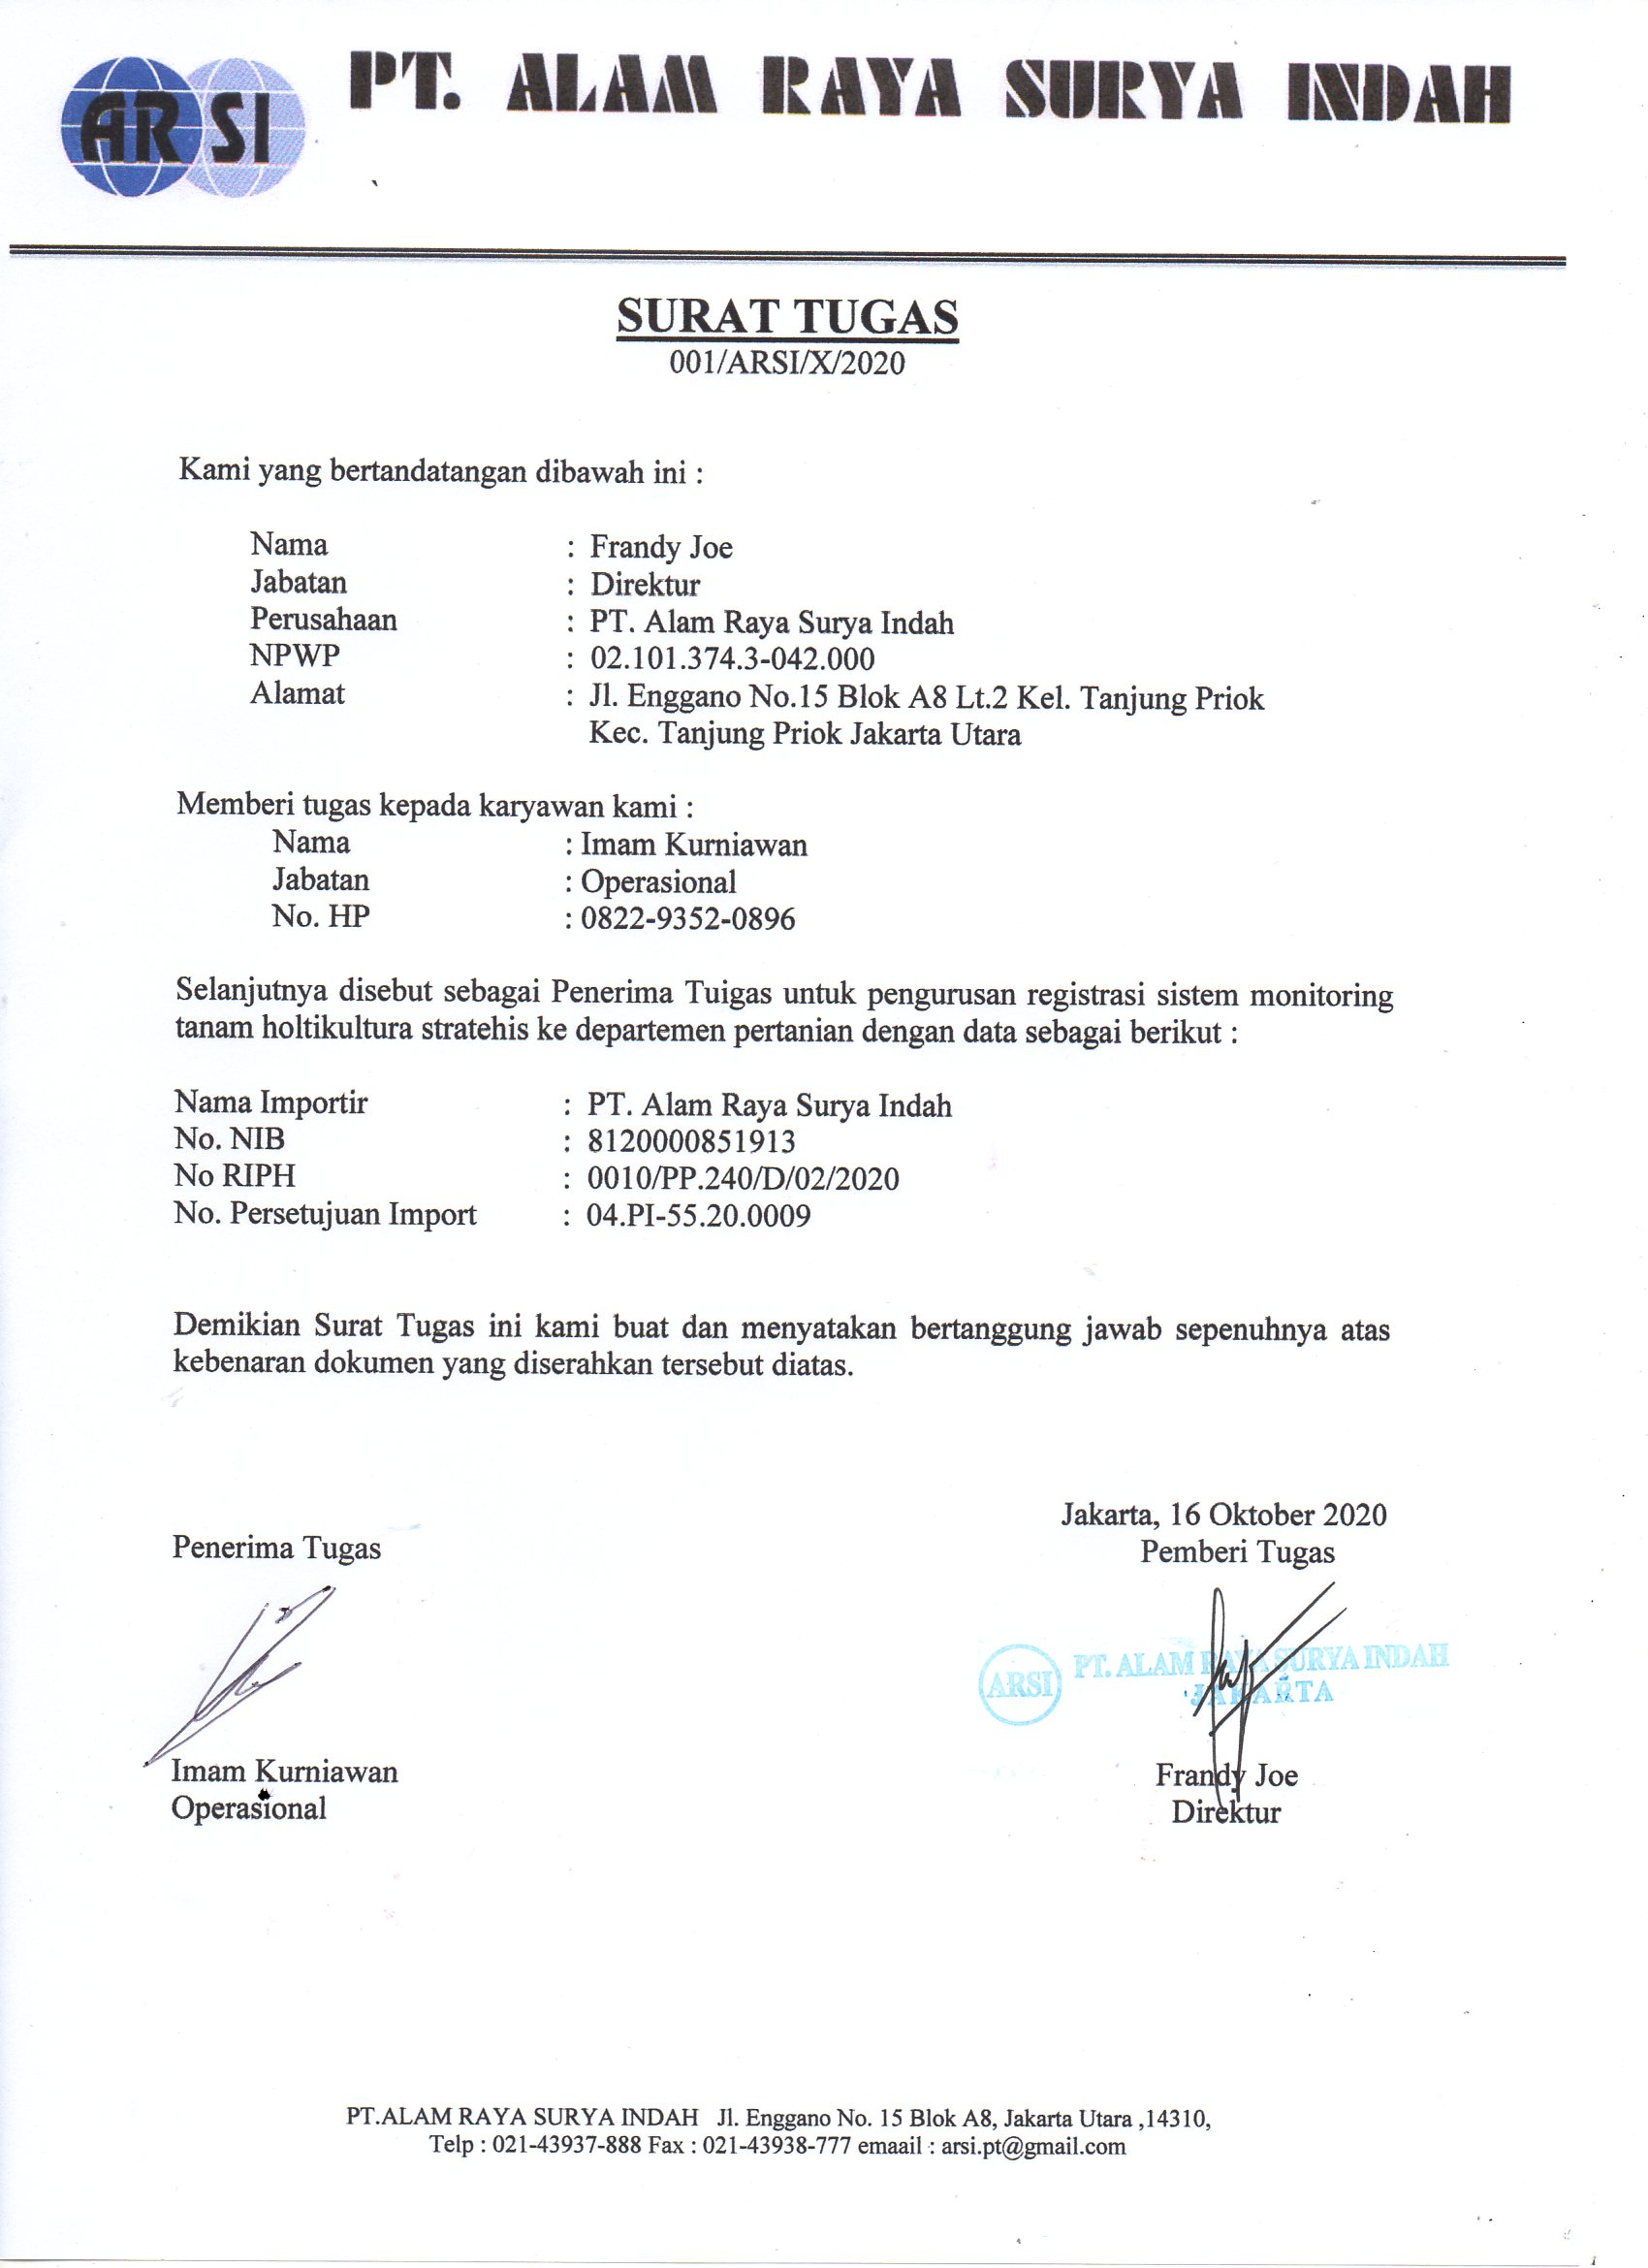 ARSI
PT. ALAM RAYA SURYA INDAH
SURAT TUGAS
001/ARSI/X/2020
Kami yang bertandatangan dibawah ini :
Nama : Frandy Joe
Jabatan : Direktur
Perusahaan : PT. Alam Raya Surya Indah
NPWP : 02.101.374.3-042.000
Alamat : Jl. Enggano No.15 Blok A8 Lt.2 Kel. Tanjung Priok
Kec. Tanjung Priok Jakarta Utara
Memberi tugas kepada karyawan kami :
Nama : Imam Kurniawan
Jabatan : Operasional
No. HP : 0822-9352-0896
Selanjutnya disebut sebagai Penerima Tuigas untuk pengurusan registrasi sistem monitoring
tanam holtikultura stratehis ke departemen pertanian dengan data sebagai berikut :
Nama Importir : PT. Alam Raya Surya Indah
No. NIB : 8120000851913
No RIPH : 0010/PP.240/D/02/2020
No. Persetujuan Import : 04.PI-55.20.0009
Demikian Surat Tugas ini kami buat dan menyatakan bertanggung jawab sepenuhnya atas
kebenaran dokumen yang diserahkan tersebut diatas.
Jakarta, 16 Oktober 2020
Penerima Tugas
Pemberi Tugas
ARSI PT. ALAM RAYA SURYA INDAH
JAKARTA
Imam Kurniawan
Operasional
Frandy Joe
Direktur
PT.ALAM RAYA SURYA INDAH Jl. Enggano No. 15 Blok A8, Jakarta Utara ,14310,
Telp : 021-43937-888 Fax : 021-43938-777 emaail : arsi.pt@gmail.com